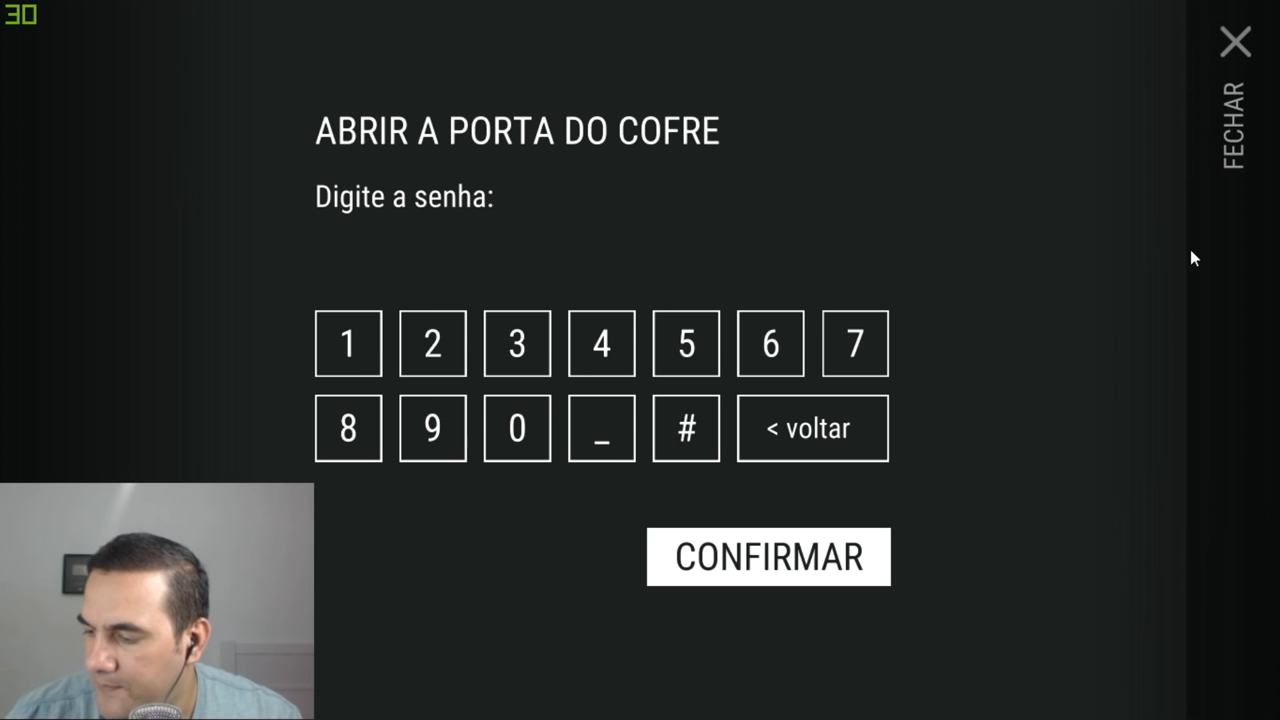 30
FECHAR
ABRIR A PORTA DO COFRE
Digite a senha:
1 2 3 4 5 6 7
8 9 0 _ # < voltar
CONFIRMAR